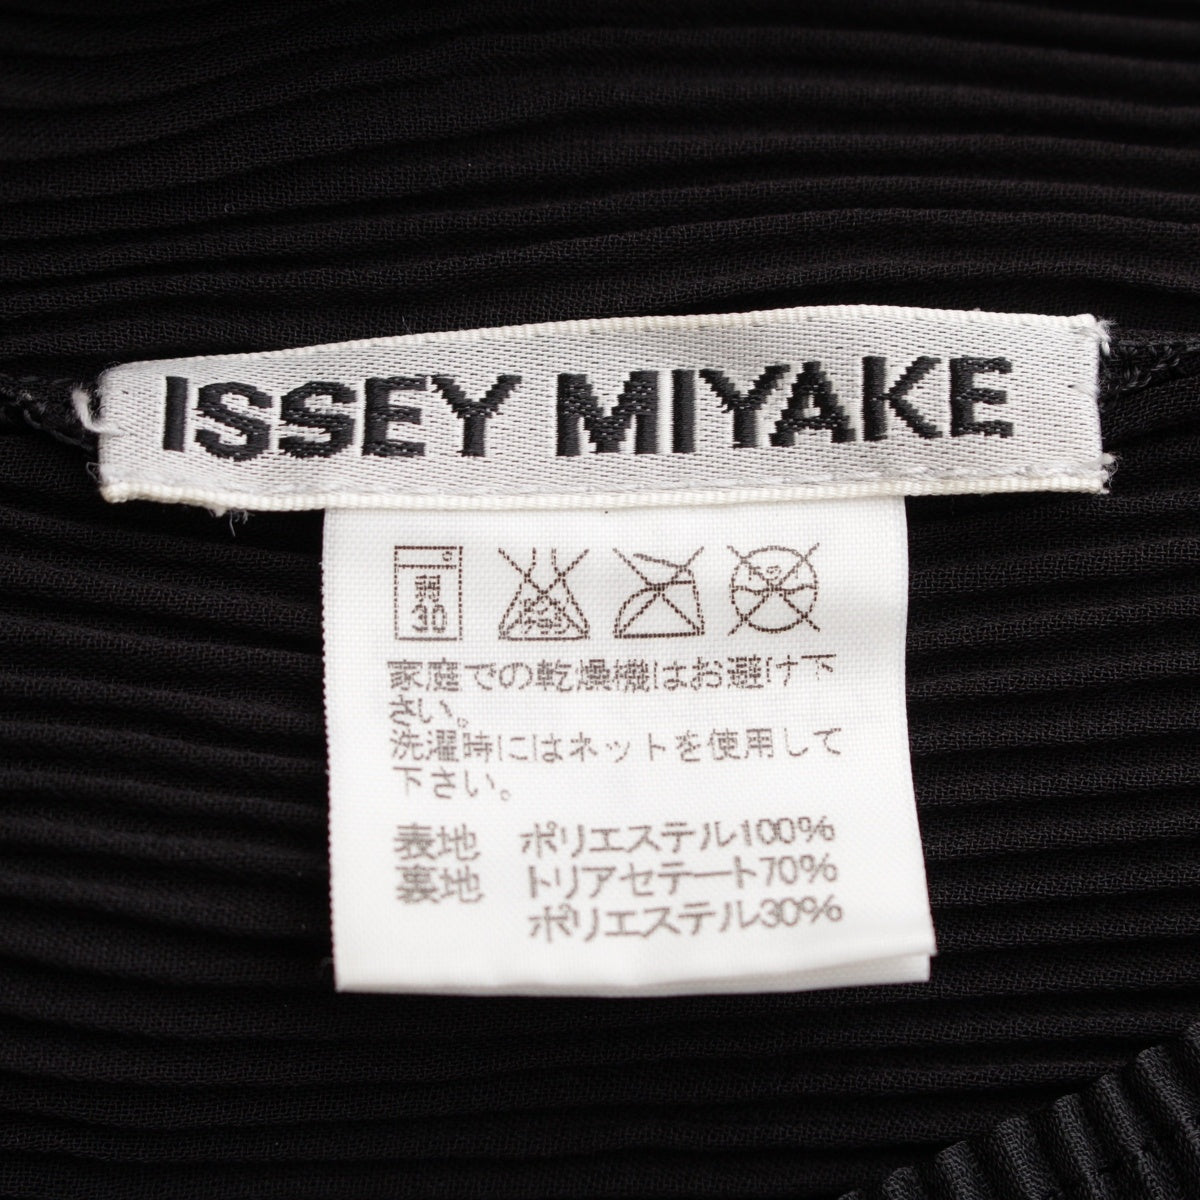 ISSEY MIYAKE
弱
30
家庭での乾燥機はお避け下
さい。
洗濯時にはネットを使用して
下さい。
表地 ポリエステル100%
裏地 トリアセテート70%
ポリエステル30%